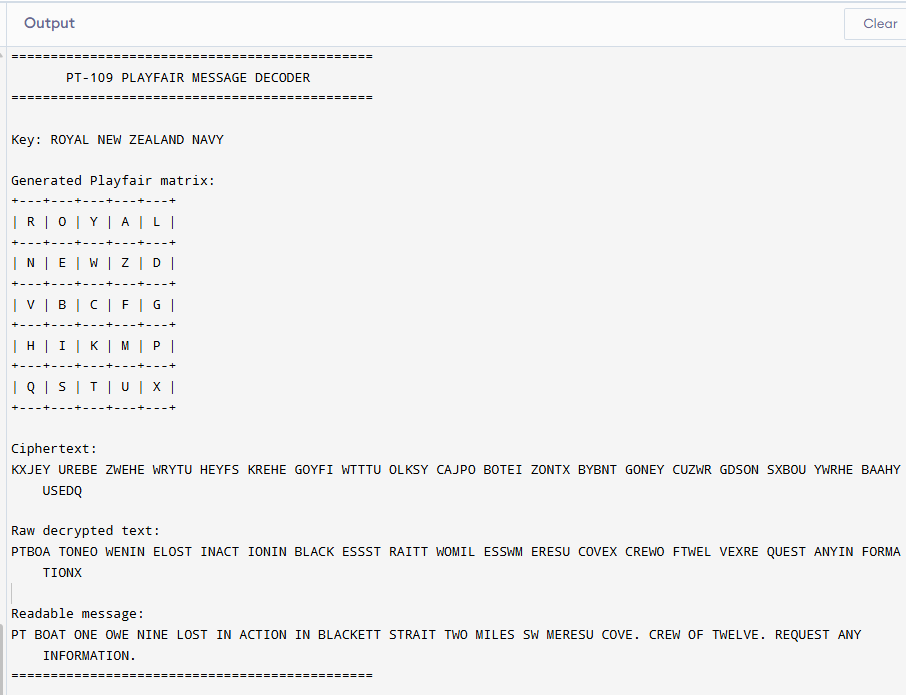 Output
Clear
==============================================
PT-109 PLAYFAIR MESSAGE DECODER
==============================================
Key: ROYAL NEW ZEALAND NAVY
Generated Playfair matrix:
+---+---+---+---+---+
| R | O | Y | A | L |
+---+---+---+---+---+
| N | E | W | Z | D |
+---+---+---+---+---+
| V | B | C | F | G |
+---+---+---+---+---+
| H | I | K | M | P |
+---+---+---+---+---+
| Q | S | T | U | X |
+---+---+---+---+---+
Ciphertext:
KXJEY UREBE ZWEHE WRYTU HEYFS KREHE GOYFI WTTTU OLKSY CAJPO BOTEI ZONTX BYBNT GONEY CUZWR GDSON SXBOU YWRHE BAAHY
USEDQ
Raw decrypted text:
PTBOA TONEO WENIN ELOST INACT IONIN BLACK ESSST RAITT WOMIL ESSWM ERESU COVEX CREWO FTWEL VEXRE QUEST ANYIN FORMA
TIONX
Readable message:
PT BOAT ONE OWE NINE LOST IN ACTION IN BLACKETT STRAIT TWO MILES SW MERESU COVE. CREW OF TWELVE. REQUEST ANY
INFORMATION.
==============================================